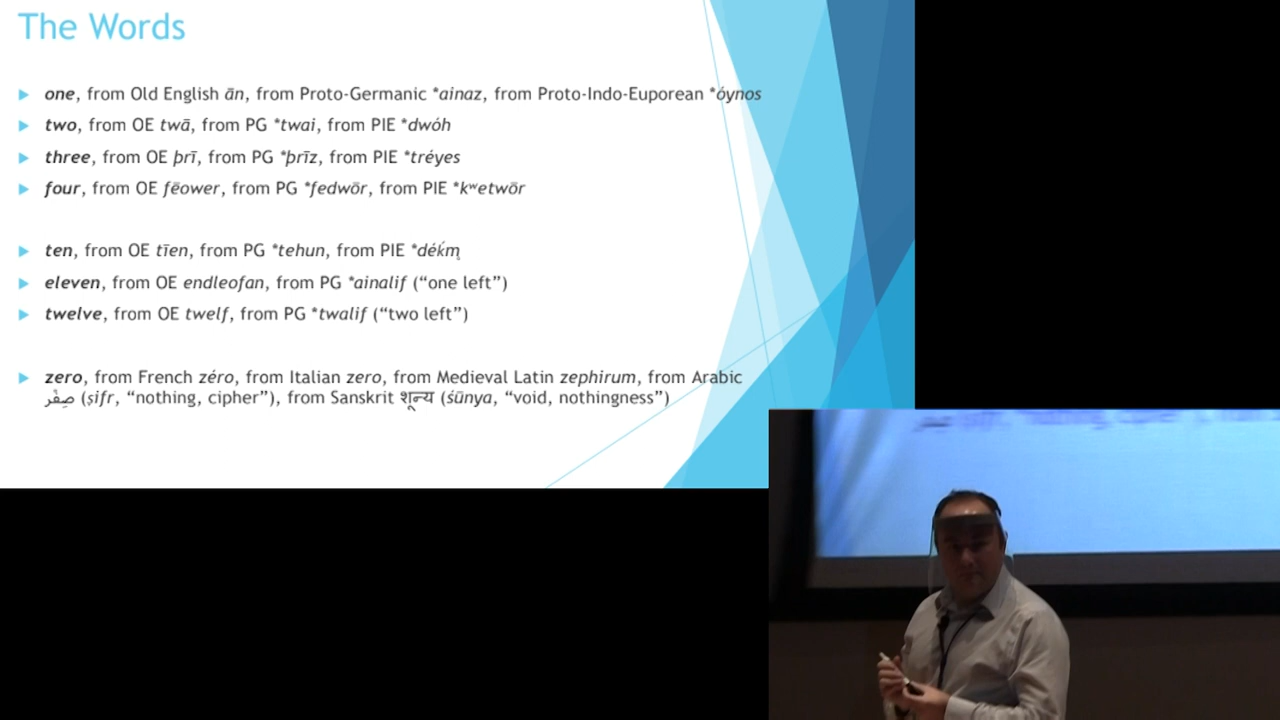 The Words
one, from Old English ān, from Proto-Germanic *ainaz, from Proto-Indo-Euporean *óynos
two, from OE twā, from PG *twai, from PIE *dwóh
three, from OE þrī, from PG *þrīz, from PIE *tréyes
four, from OE fēower, from PG *fedwōr, from PIE *kʷetwōr
ten, from OE tīen, from PG *tehun, from PIE *déḱm̥
eleven, from OE endleofan, from PG *ainalif (“one left”)
twelve, from OE twelf, from PG *twalif (“two left”)
zero, from French zéro, from Italian zero, from Medieval Latin zephirum, from Arabic
صِفْر (ṣifr, “nothing, cipher”), from Sanskrit शून्य (śūnya, “void, nothingness”)